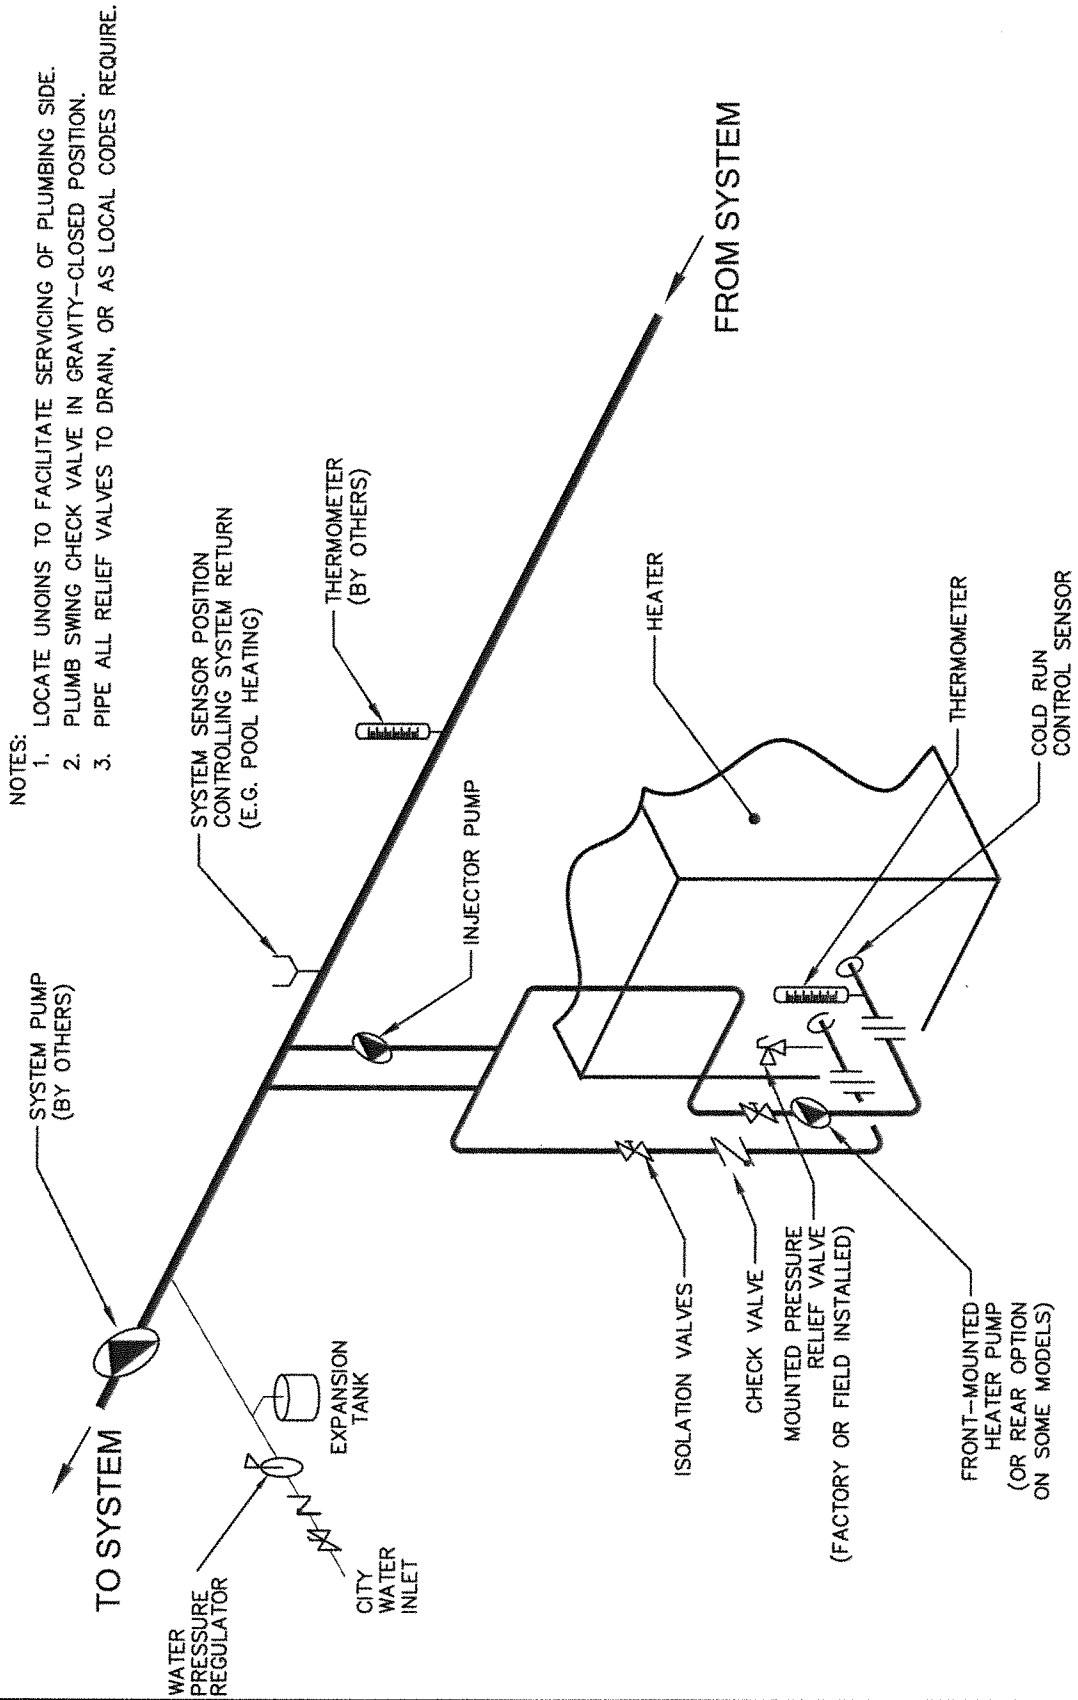 NOTES:
1. LOCATE UNOINS TO FACILITATE SERVICING OF PLUMBING SIDE.
2. PLUMB SWING CHECK VALVE IN GRAVITY-CLOSED POSITION.
3. PIPE ALL RELIEF VALVES TO DRAIN, OR AS LOCAL CODES REQUIRE.
SYSTEM PUMP
(BY OTHERS)
TO SYSTEM
WATER
PRESSURE
REGULATOR
EXPANSION
TANK
CITY
WATER
INLET
SYSTEM SENSOR POSITION
CONTROLLING SYSTEM RETURN
(E.G. POOL HEATING)
THERMOMETER
(BY OTHERS)
INJECTOR PUMP
FROM SYSTEM
HEATER
ISOLATION VALVES
CHECK VALVE
MOUNTED PRESSURE
RELIEF VALVE
(FACTORY OR FIELD INSTALLED)
FRONT-MOUNTED
HEATER PUMP
(OR REAR OPTION
ON SOME MODELS)
THERMOMETER
COLD RUN
CONTROL SENSOR